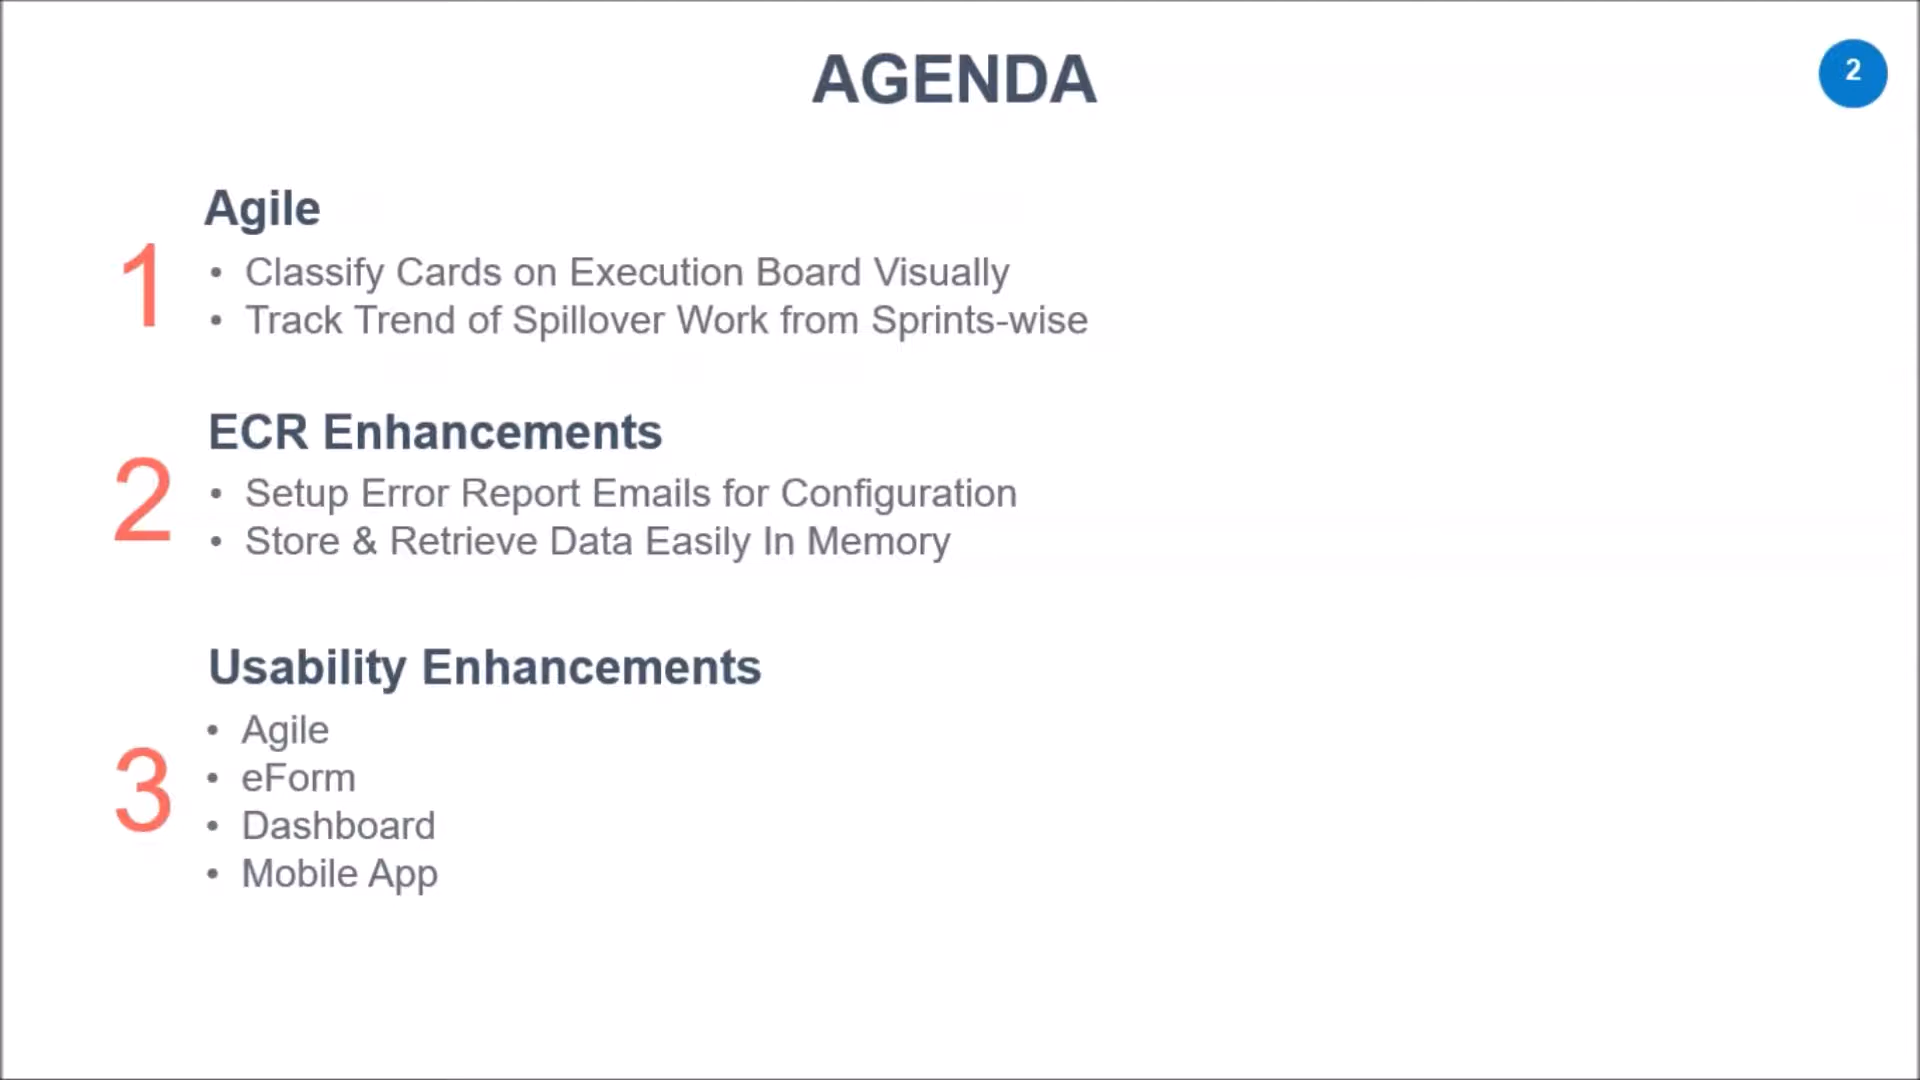 AGENDA
2
Agile
1
• Classify Cards on Execution Board Visually
• Track Trend of Spillover Work from Sprints-wise
ECR Enhancements
2
• Setup Error Report Emails for Configuration
• Store & Retrieve Data Easily In Memory
Usability Enhancements
3
• Agile
• eForm
• Dashboard
• Mobile App